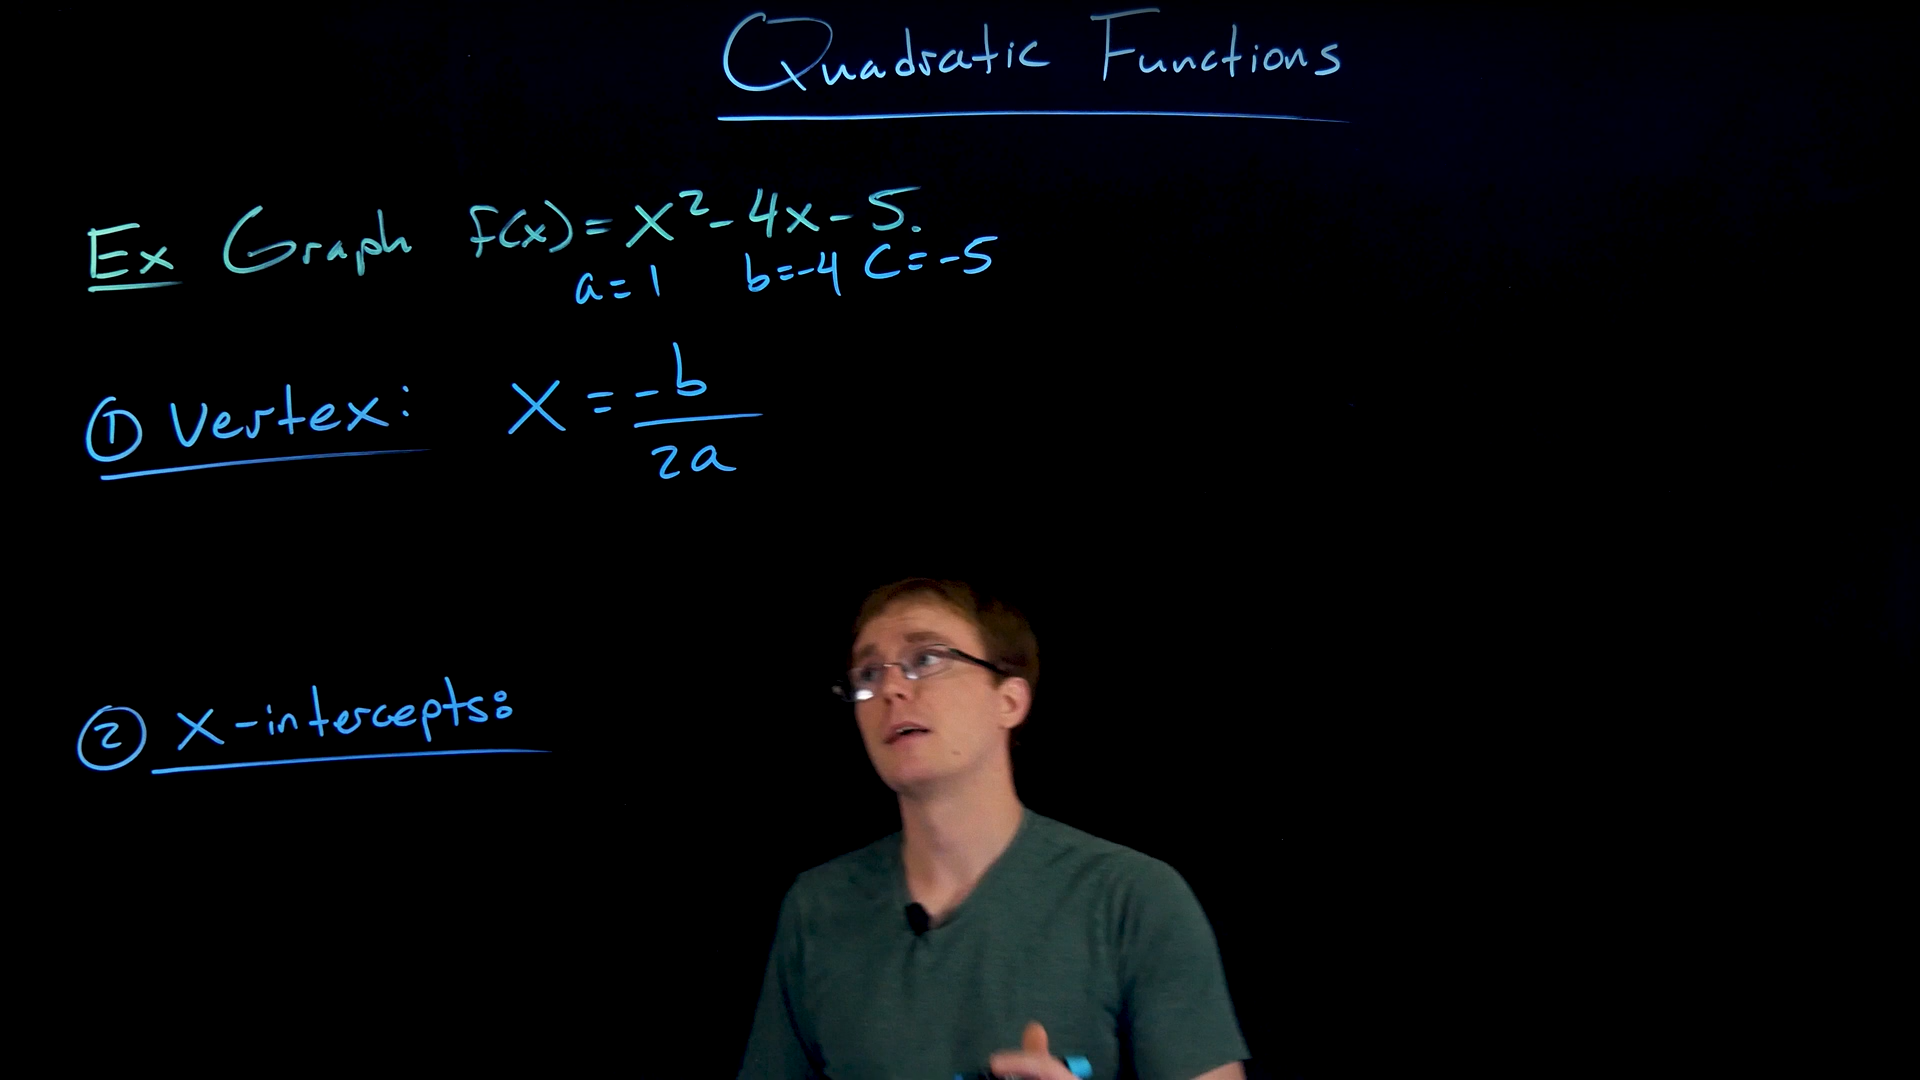 Quadratic Functions
Ex Graph f(x) = x² - 4x - 5.
a = 1 b = -4 c = -5
① Vertex: x = -b/2a
② x-intercepts: